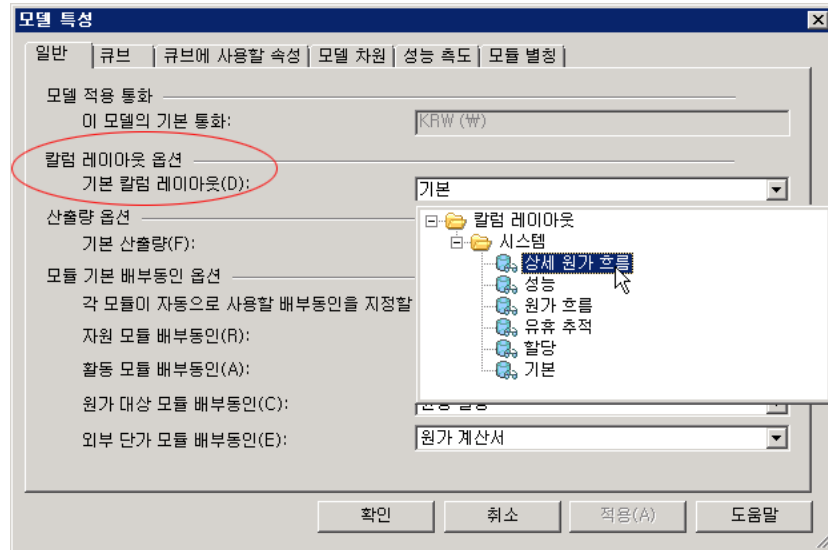 모델 특성
일반 큐브 큐브에 사용할 속성 모델 차원 성능 측도 모듈 별칭
모델 적용 통화
이 모델의 기본 통화: KRW (₩)
칼럼 레이아웃 옵션
기본 칼럼 레이아웃(D): 기본
칼럼 레이아웃
시스템
상세 원가 흐름
성능
원가 흐름
유휴 추적
할당
기본
산출량 옵션
기본 산출량(F):
모듈 기본 배부동인 옵션
각 모듈이 자동으로 사용할 배부동인을 지정할
자원 모듈 배부동인(R):
활동 모듈 배부동인(A):
원가 대상 모듈 배부동인(C):
외부 단가 모듈 배부동인(E): 원가 계산서
확인 취소 적용(A) 도움말